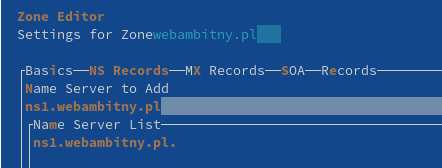 Zone Editor
Settings for Zonewebambitny.pl
Basics NS Records MX Records SOA Records
Name Server to Add
ns1.webambitny.pl
Name Server List
ns1.webambitny.pl.